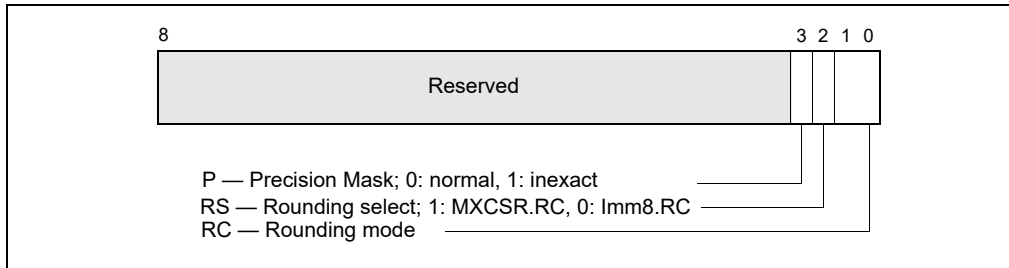 8 3 2 1 0
Reserved
P — Precision Mask; 0: normal, 1: inexact
RS — Rounding select; 1: MXCSR.RC, 0: Imm8.RC
RC — Rounding mode